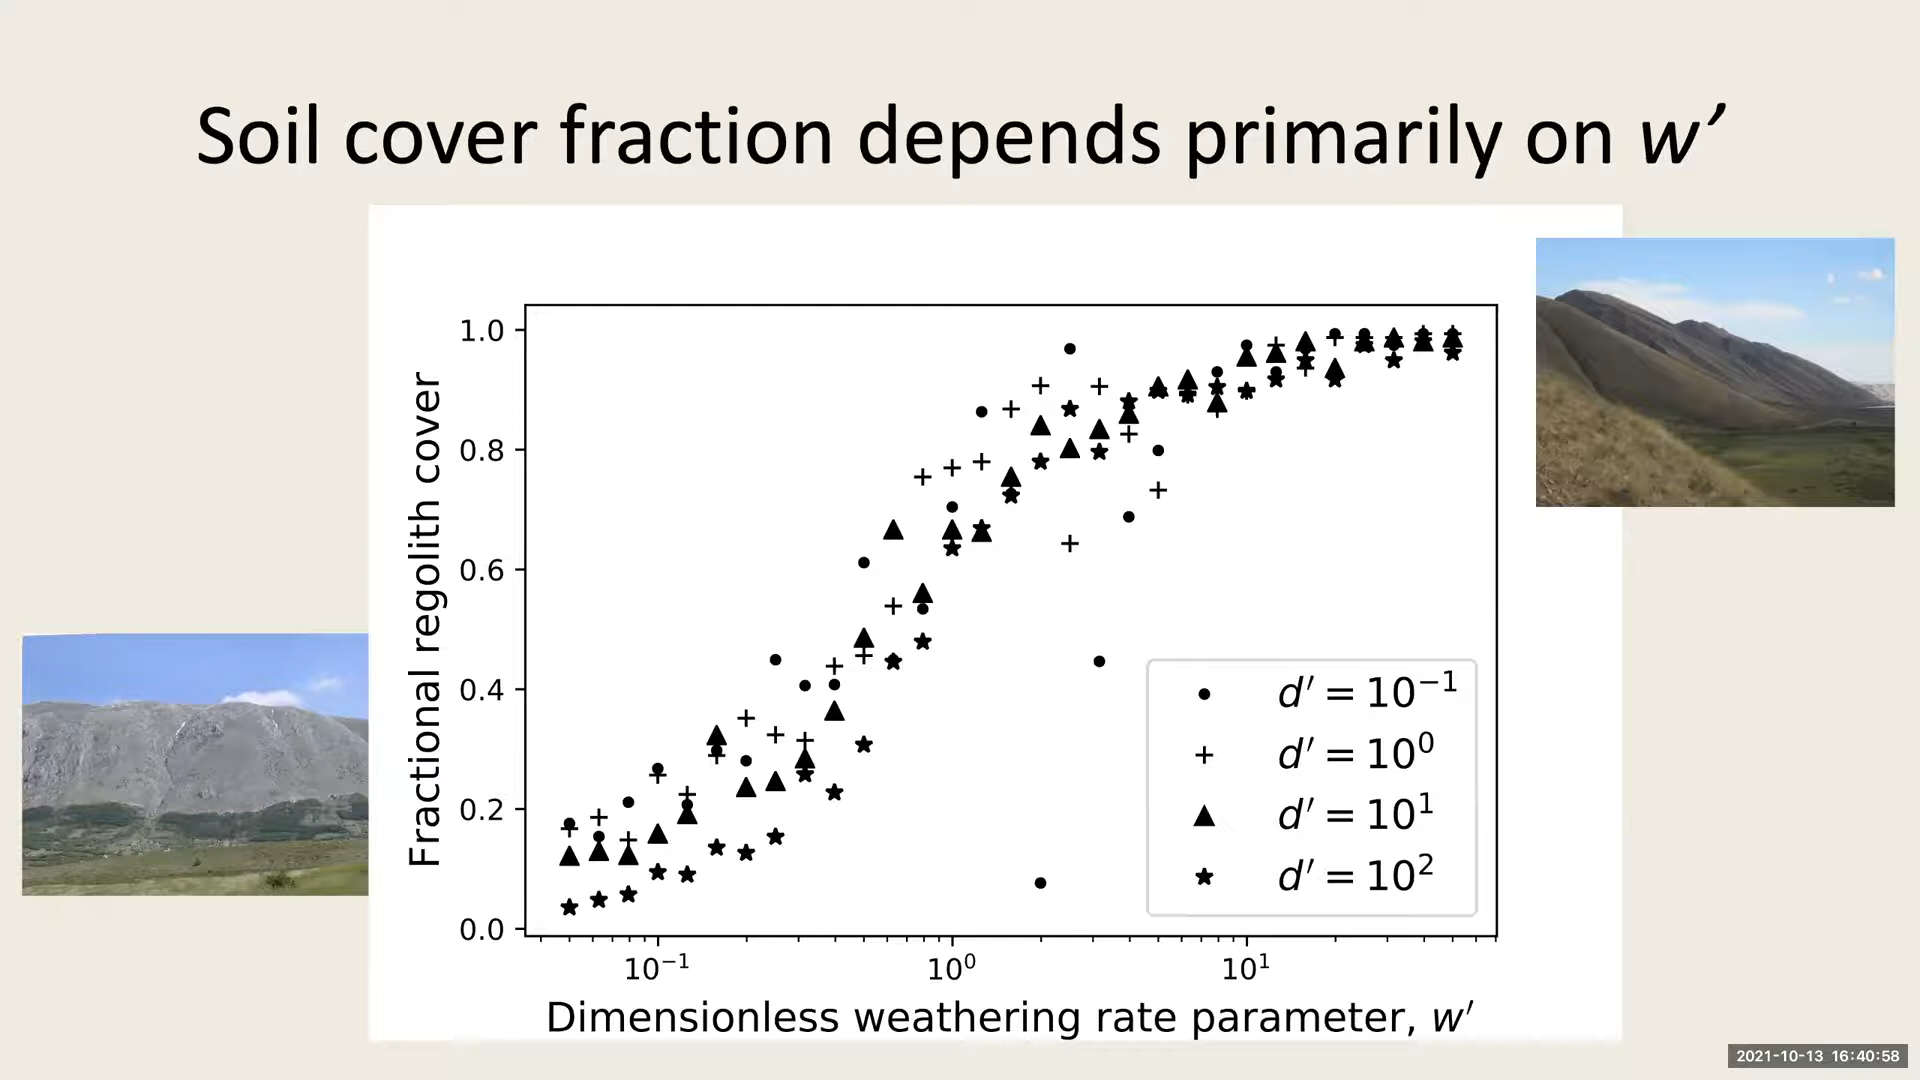 Soil cover fraction depends primarily on w′
Fractional regolith cover
1.0
0.8
0.6
0.4
0.2
0.0
10⁻¹
10⁰
10¹
Dimensionless weathering rate parameter, w′
d′ = 10⁻¹
d′ = 10⁰
d′ = 10¹
d′ = 10²
2021-10-13 16:40:58